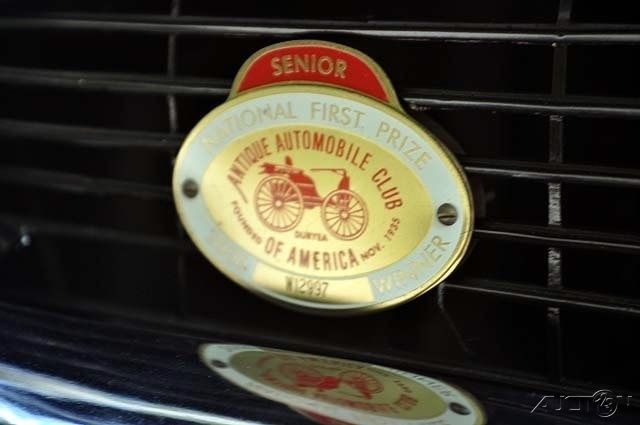 SENIOR
NATIONAL FIRST PRIZE
ANTIQUE AUTOMOBILE CLUB
OF AMERICA
FOUNDED NOV. 1935
DURYEA
W12997
WINNER